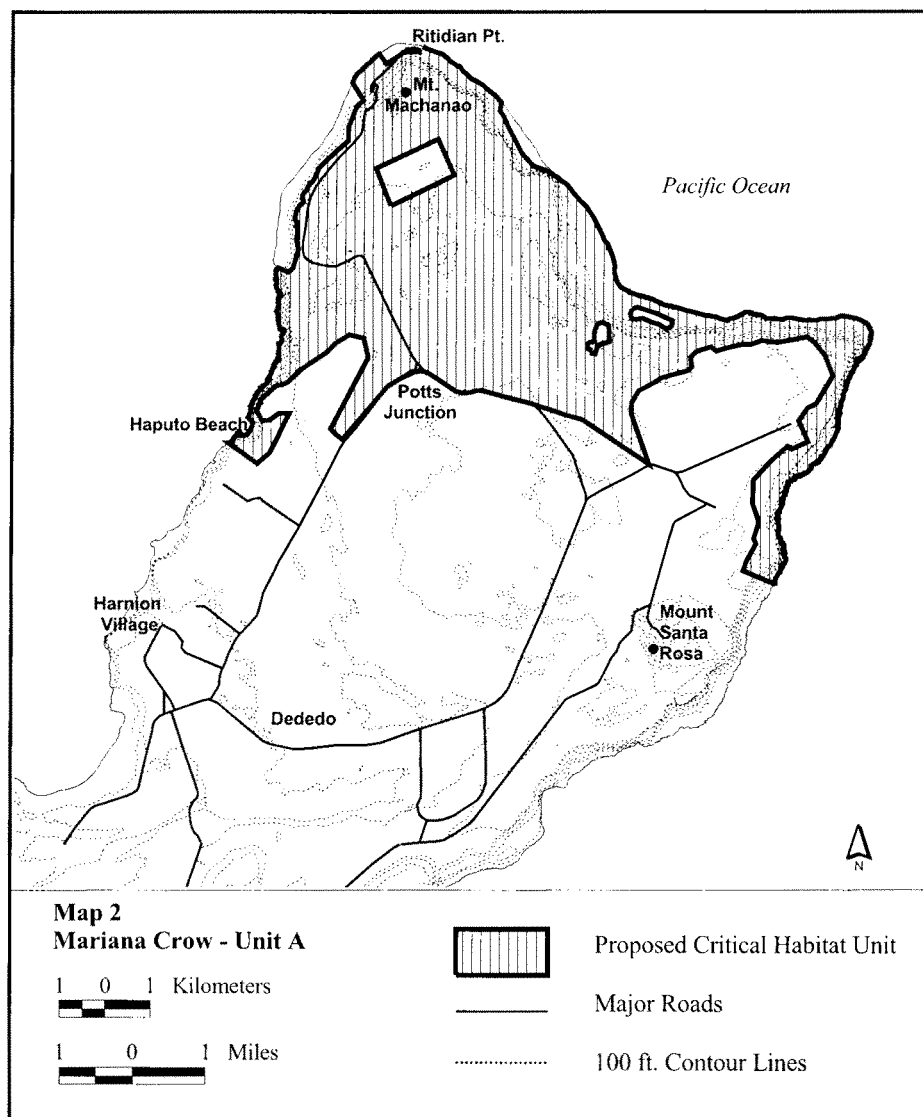 Ritidian Pt.
Mt.
Machanao
Pacific Ocean
Potts
Junction
Haputo Beach
Harnion
Village
Mount
Santa
Rosa
Dededo
N
Map 2
Mariana Crow - Unit A
1 0 1 Kilometers
1 0 1 Miles
Proposed Critical Habitat Unit
Major Roads
100 ft. Contour Lines